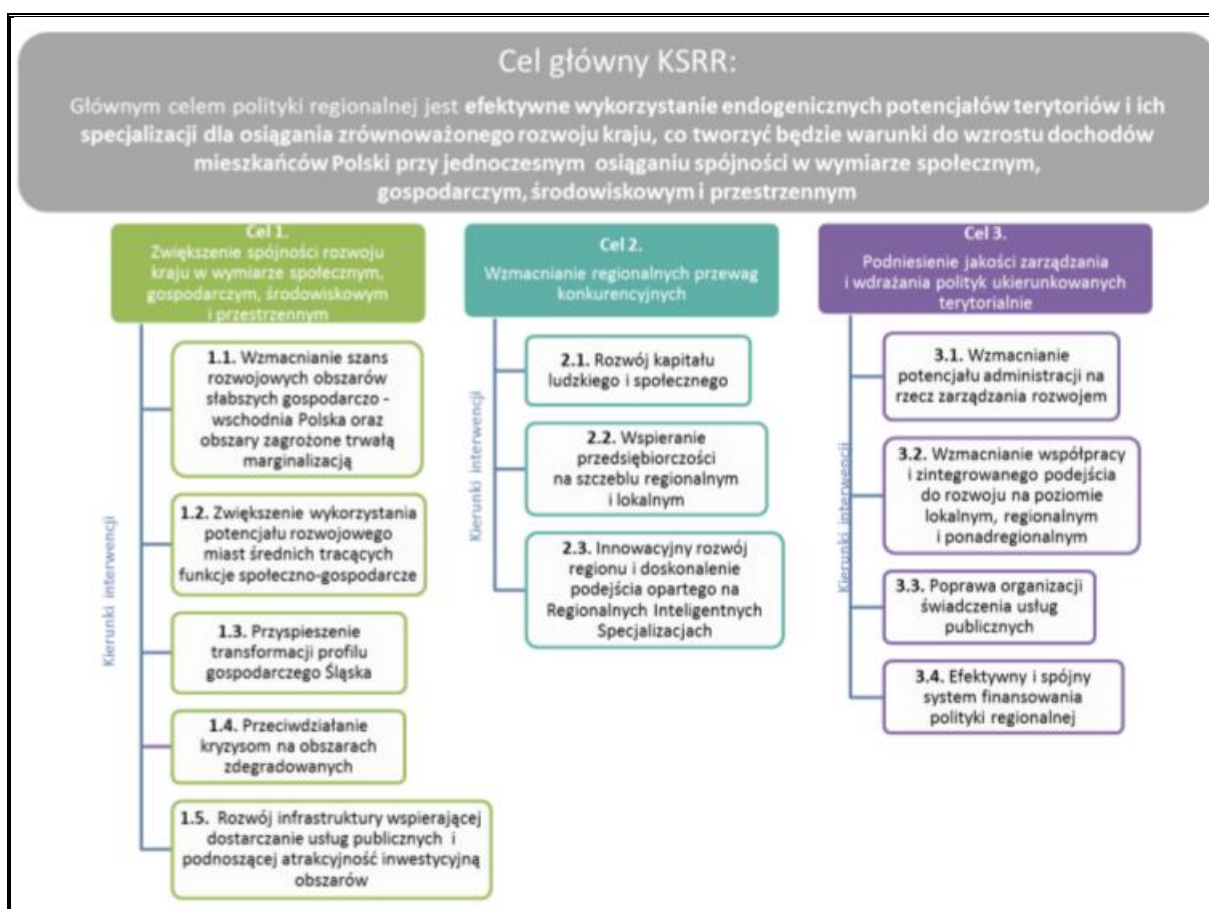 Cel główny KSRR:
Głównym celem polityki regionalnej jest efektywne wykorzystanie endogenicznych potencjałów terytoriów i ich
specjalizacji dla osiągania zrównoważonego rozwoju kraju, co tworzyć będzie warunki do wzrostu dochodów
mieszkańców Polski przy jednoczesnym osiąganiu spójności w wymiarze społecznym,
gospodarczym, środowiskowym i przestrzennym
Cel 1.
Zwiększenie spójności rozwoju
kraju w wymiarze społecznym,
gospodarczym, środowiskowym
i przestrzennym
Kierunki interwencji
1.1. Wzmacnianie szans
rozwojowych obszarów
słabszych gospodarczo -
wschodnia Polska oraz
obszary zagrożone trwałą
marginalizacją
1.2. Zwiększenie wykorzystania
potencjału rozwojowego
miast średnich tracących
funkcje społeczno-gospodarcze
1.3. Przyspieszenie
transformacji profilu
gospodarczego Śląska
1.4. Przeciwdziałanie
kryzysom na obszarach
zdegradowanych
1.5. Rozwój infrastruktury wspierającej
dostarczanie usług publicznych i
podnoszącej atrakcyjność inwestycyjną
obszarów
Cel 2.
Wzmacnianie regionalnych przewag
konkurencyjnych
Kierunki interwencji
2.1. Rozwój kapitału
ludzkiego i społecznego
2.2. Wspieranie
przedsiębiorczości
na szczeblu regionalnym
i lokalnym
2.3. Innowacyjny rozwój
regionu i doskonalenie
podejścia opartego na
Regionalnych Inteligentnych
Specjalizacjach
Cel 3.
Podniesienie jakości zarządzania
i wdrażania polityk ukierunkowanych
terytorialnie
Kierunki interwencji
3.1. Wzmacnianie
potencjału administracji na
rzecz zarządzania rozwojem
3.2. Wzmacnianie współpracy
i zintegrowanego podejścia
do rozwoju na poziomie
lokalnym, regionalnym
i ponadregionalnym
3.3. Poprawa organizacji
świadczenia usług
publicznych
3.4. Efektywny i spójny
system finansowania
polityki regionalnej